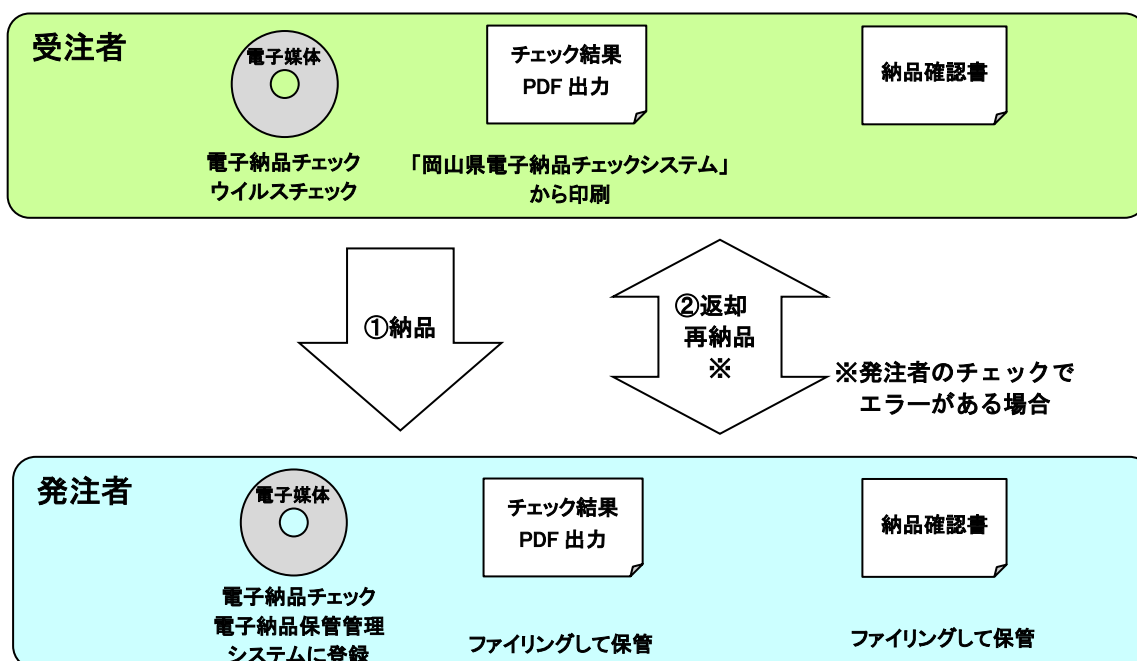 受注者
電子媒体
電子納品チェック
ウイルスチェック
チェック結果
PDF 出力
「岡山県電子納品チェックシステム」
から印刷
納品確認書
①納品
②返却
再納品
※
※発注者のチェックで
エラーがある場合
発注者
電子媒体
電子納品チェック
電子納品保管管理
システムに登録
チェック結果
PDF 出力
ファイリングして保管
納品確認書
ファイリングして保管